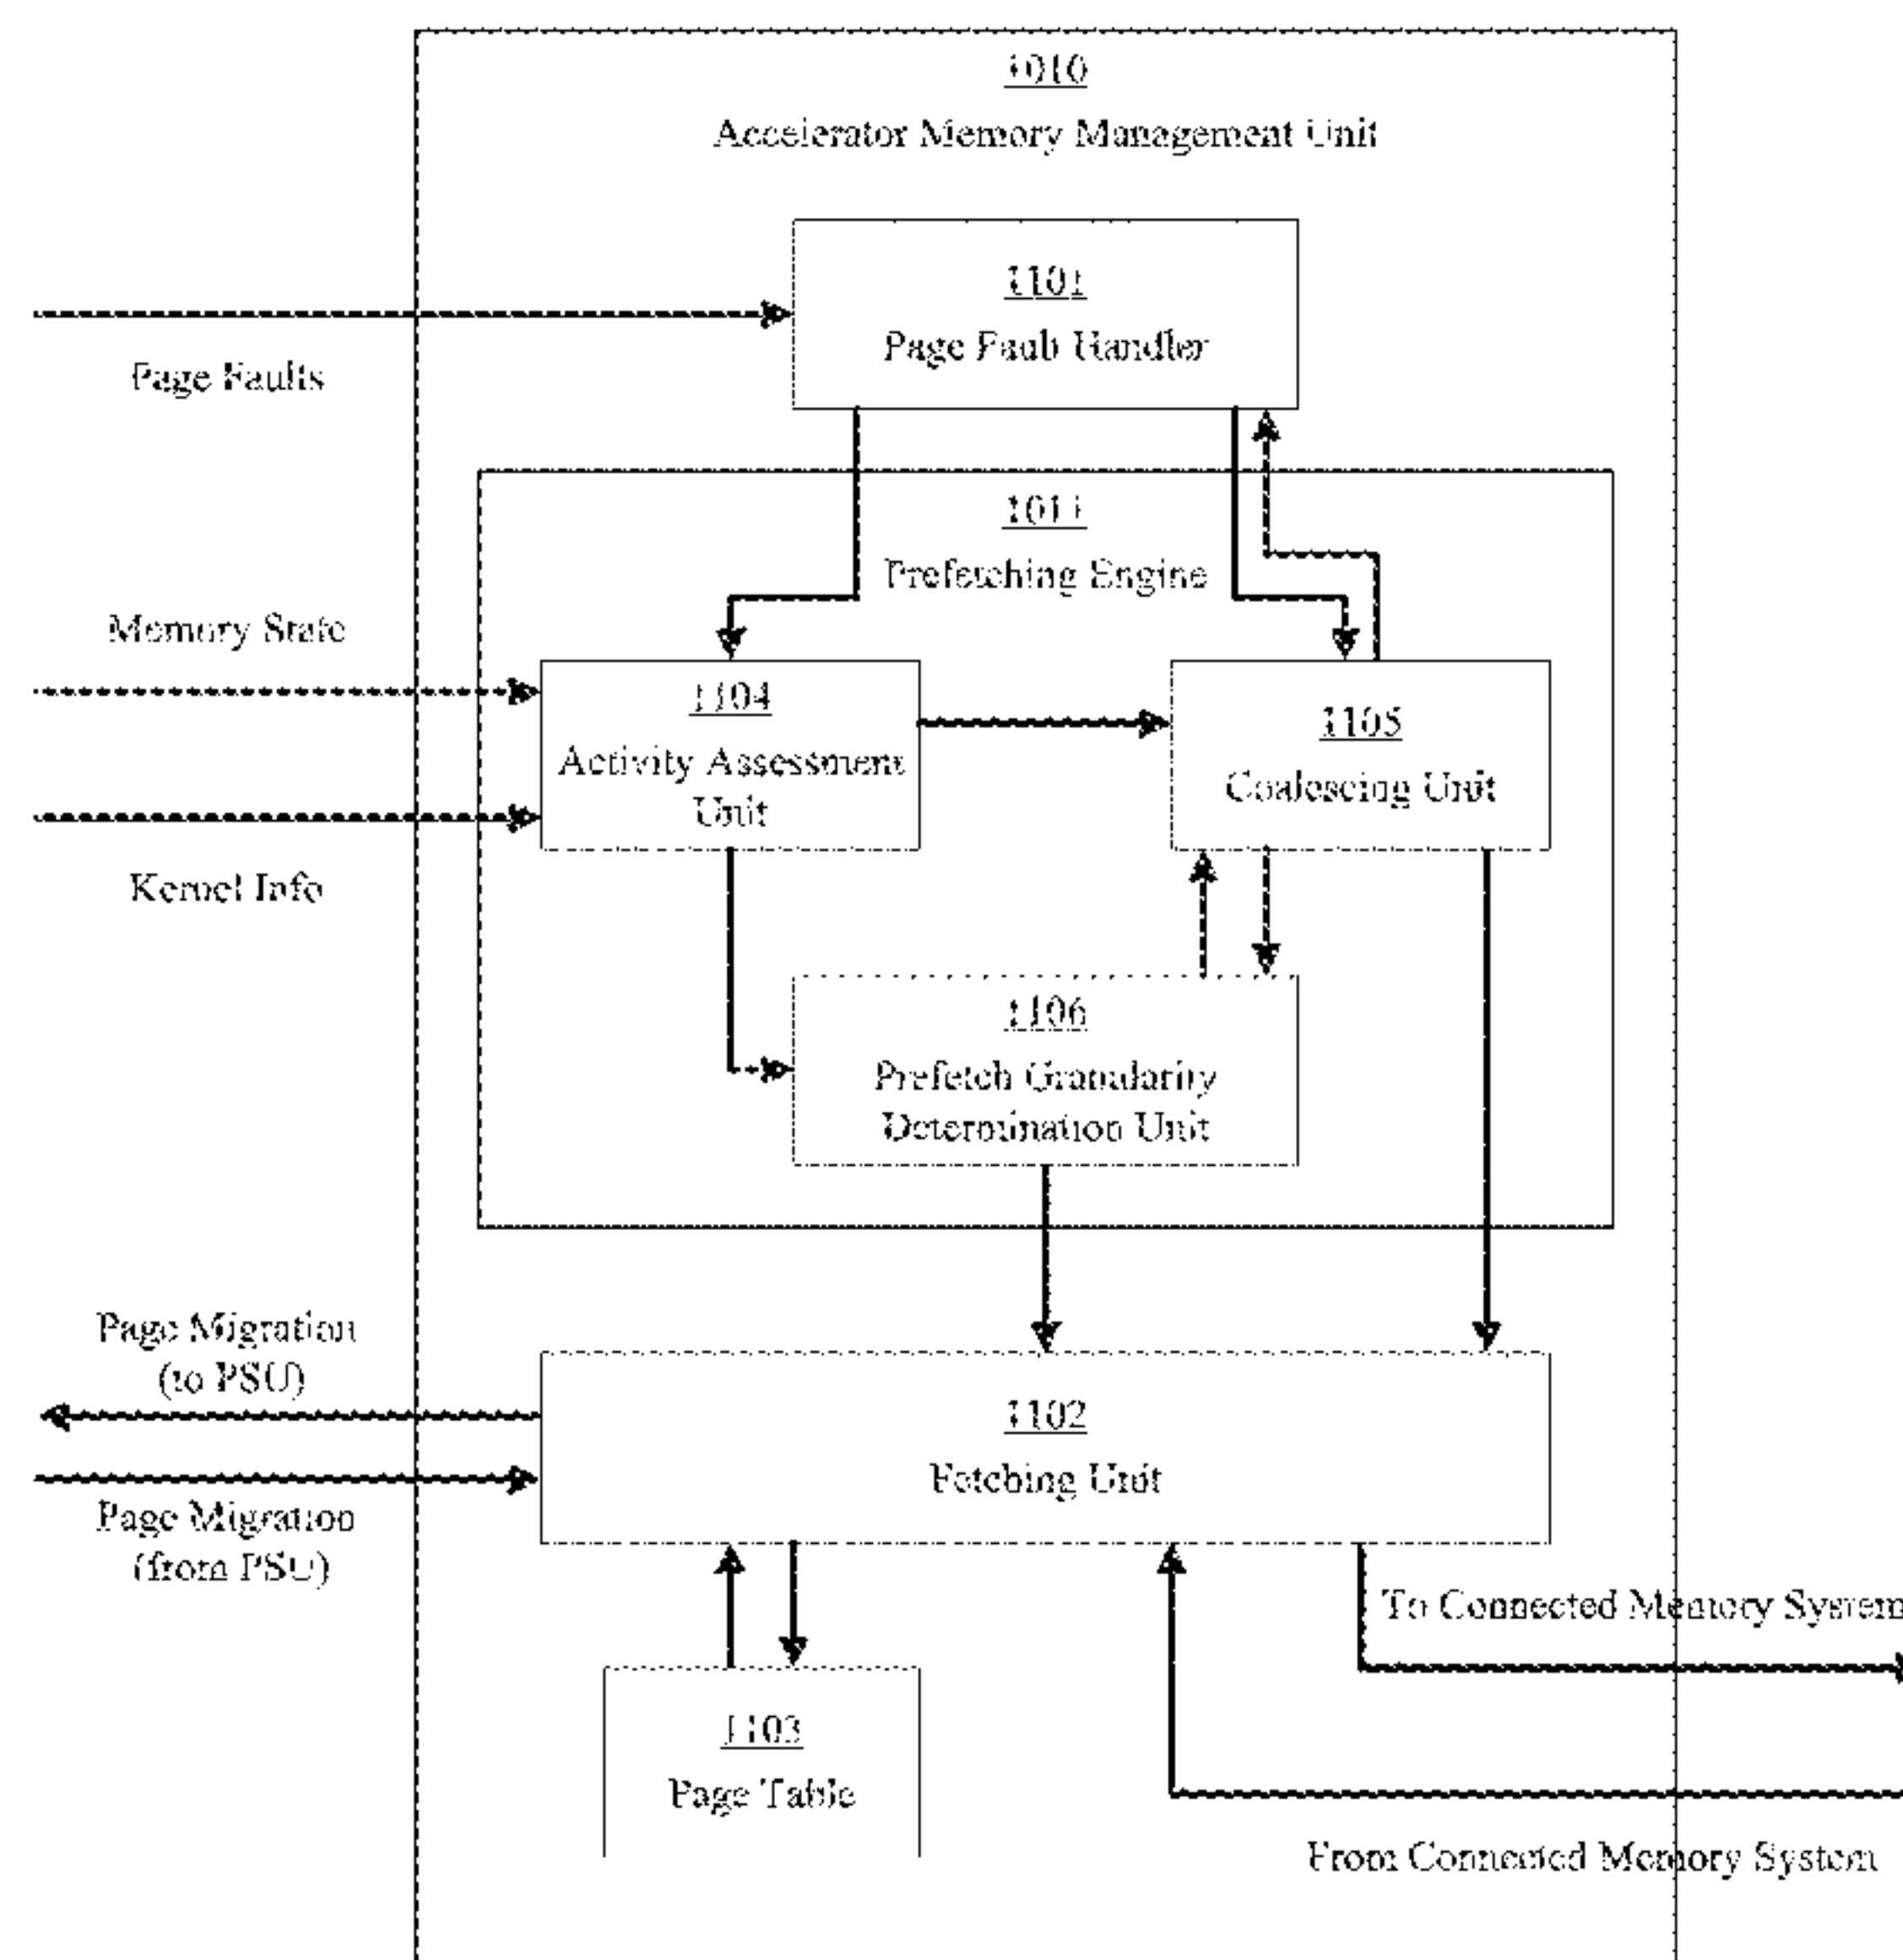 1010
Accelerator Memory Management Unit
1101
Page Fault Handler
Page Faults
1011
Prefetching Engine
Memory State
1104
Activity Assessment
Unit
1105
Coalescing Unit
Kernel Info
1106
Prefetch Granularity
Determination Unit
Page Migration
(to PSU)
1102
Fetching Unit
Page Migration
(from PSU)
To Connected Memory System
1103
Page Table
From Connected Memory System